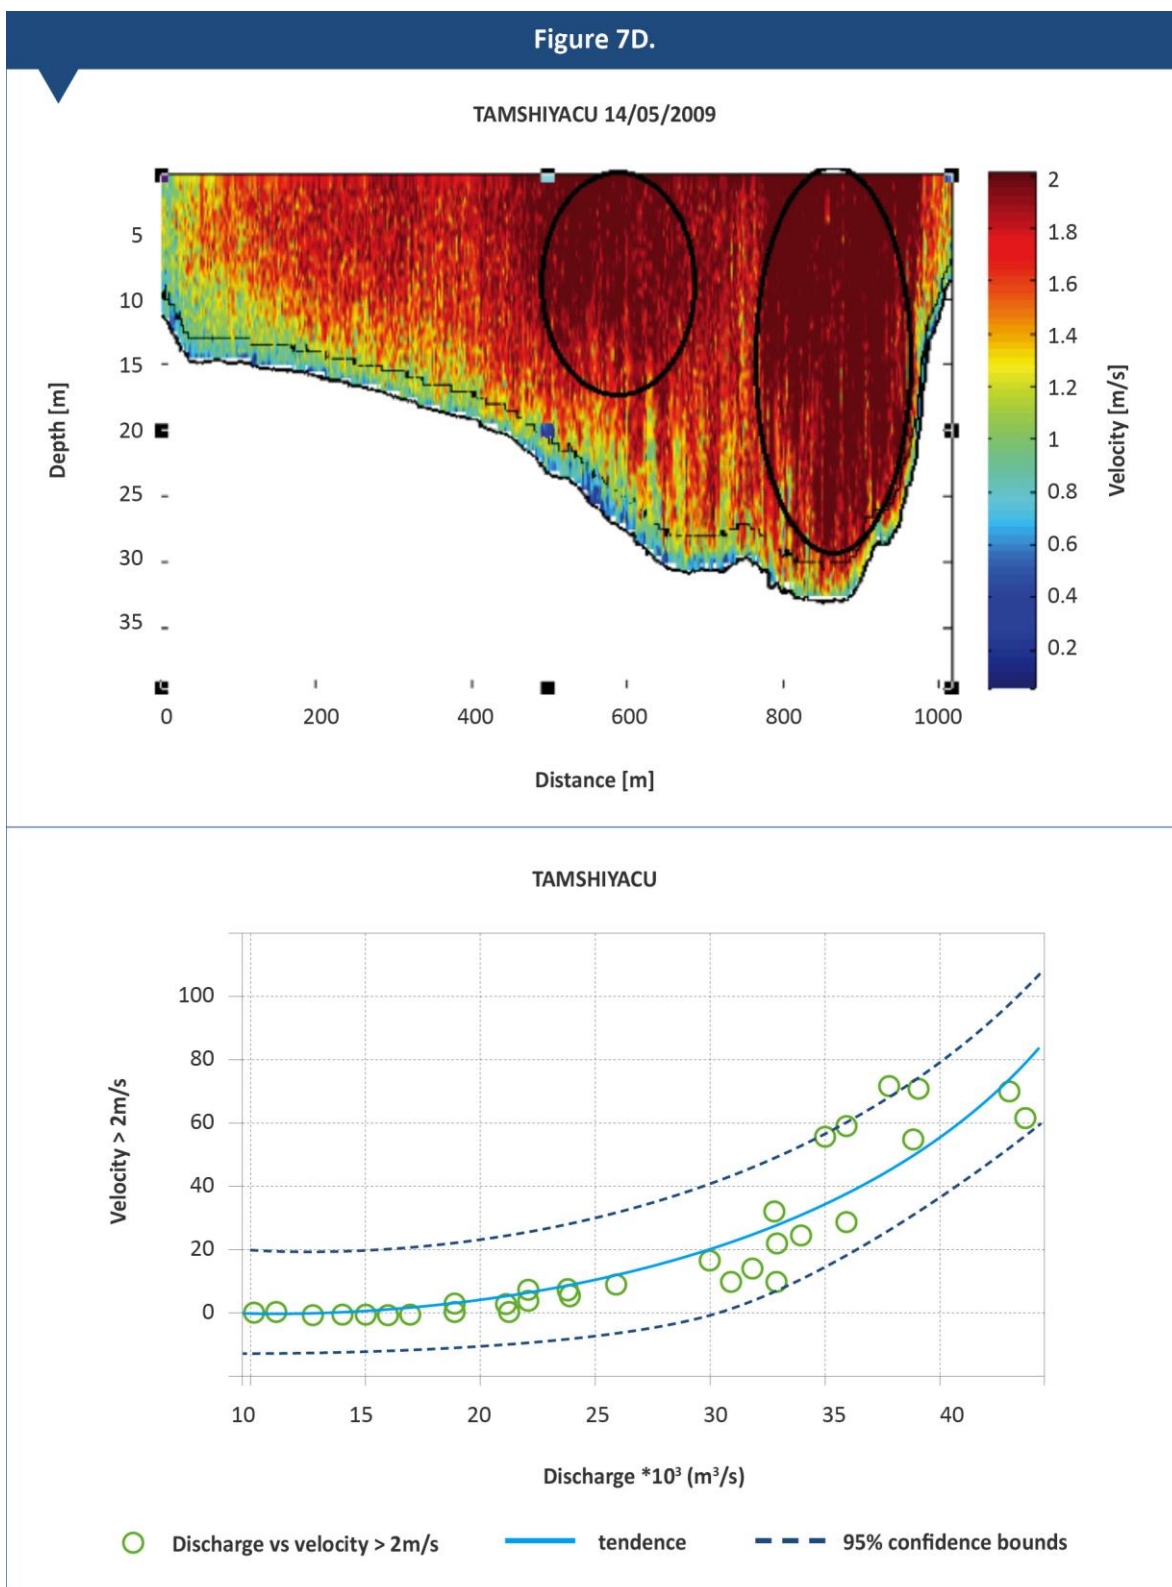 Figure 7D.
TAMSHIYACU 14/05/2009
5
10
15
20
25
30
35
Depth [m]
0 200 400 600 800 1000
Distance [m]
2
1.8
1.6
1.4
1.2
1
0.8
0.6
0.4
0.2
Velocity [m/s]
TAMSHIYACU
100
80
60
40
20
0
Velocity > 2m/s
10 15 20 25 30 35 40
Discharge *10³ (m³/s)
Discharge vs velocity > 2m/s tendence 95% confidence bounds